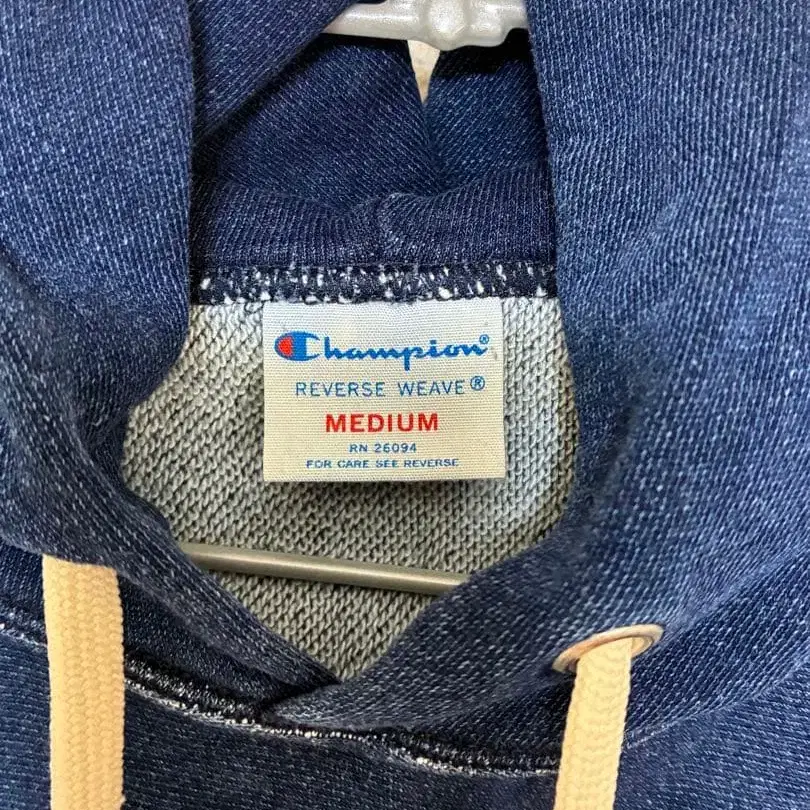 Champion®
REVERSE WEAVE®
MEDIUM
RN 26094
FOR CARE SEE REVERSE